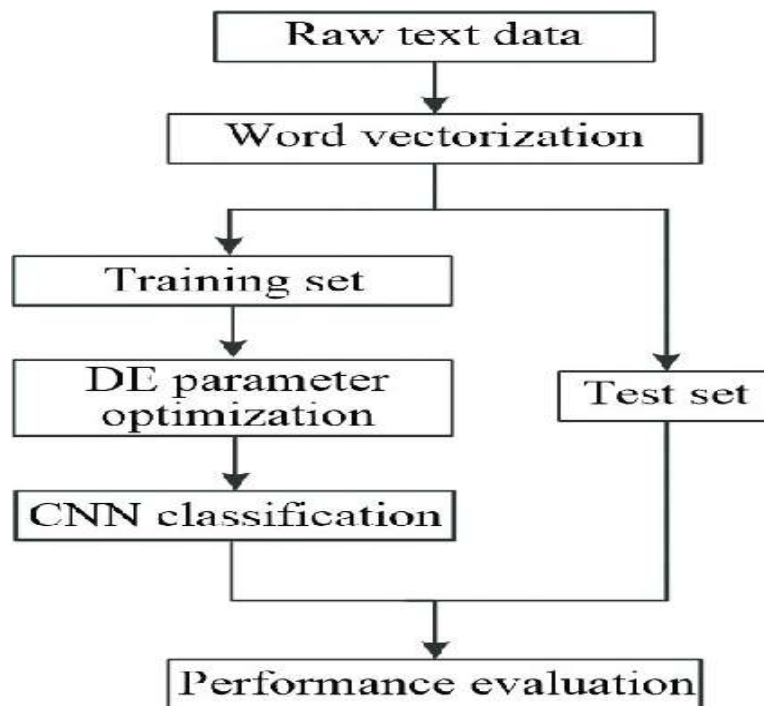 Raw text data
Word vectorization
Training set
DE parameter
optimization
Test set
CNN classification
Performance evaluation